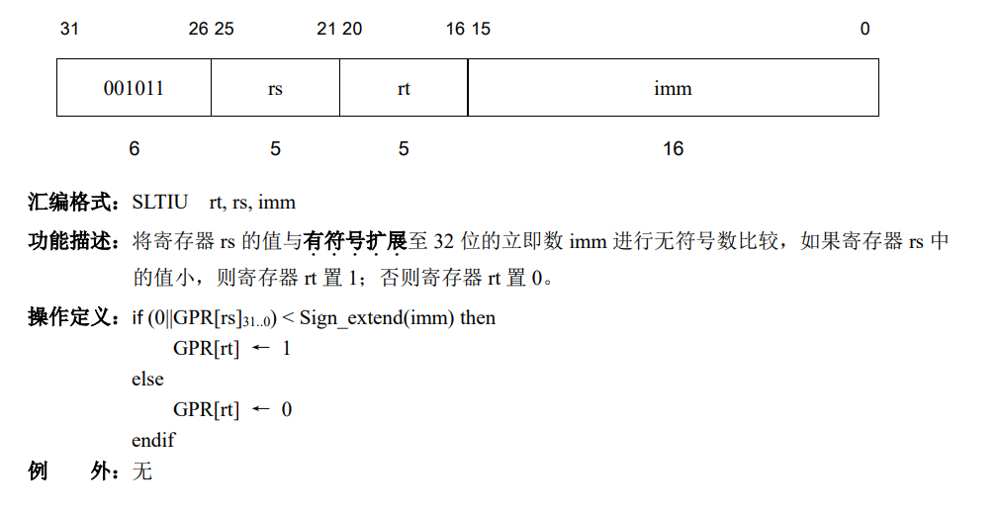 31 26 25 21 20 16 15 0
001011 rs rt imm
6 5 5 16
汇编格式：SLTIU rt, rs, imm
功能描述：将寄存器 rs 的值与有符号扩展至 32 位的立即数 imm 进行无符号数比较，如果寄存器 rs 中
的值小，则寄存器 rt 置 1；否则寄存器 rt 置 0。
操作定义：if (0||GPR[rs]31..0) < Sign_extend(imm) then
GPR[rt] ← 1
else
GPR[rt] ← 0
endif
例 外：无